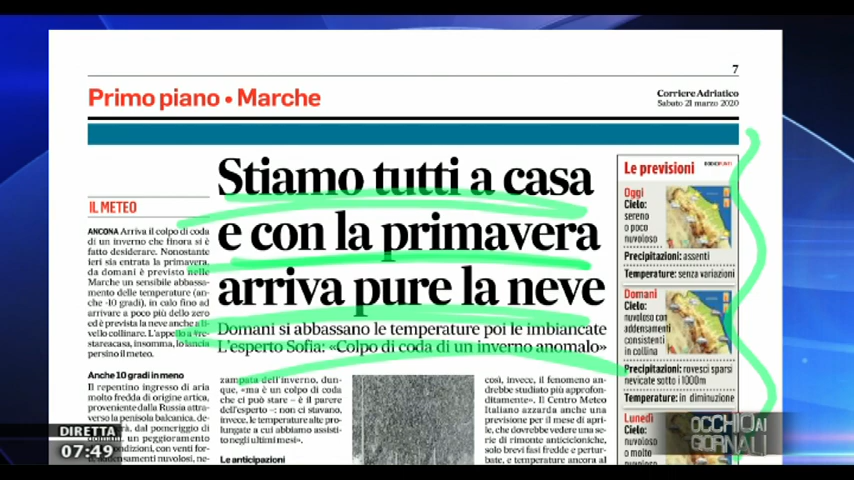 7
Primo piano • Marche
Corriere Adriatico
Sabato 21 marzo 2020
Stiamo tutti a casa
e con la primavera
arriva pure la neve
Domani si abbassano le temperature poi le imbiancate
L'esperto Sofia: «Colpo di coda di un inverno anomalo»
IL METEO
ANCONA Arriva il colpo di coda
di un inverno che finora si è
fatto desiderare. Nonostante
ieri sia entrata la primavera,
da domani è previsto nelle
Marche un sensibile abbassa-
mento delle temperature (an-
che -10 gradi), in calo fino ad
arrivare a poco più dello zero
ed è prevista la neve anche a li-
vello collinare. L'appello a
restareacasa, insomma, lo lancia
persino il meteo.
Anche 10 gradi in meno
Il repentino ingresso di aria
molto fredda di origine artica,
proveniente dalla Russia attra-
verso la penisola balcanica, de-
dal pomeriggio di
domani,
un peggioramento
condizioni, con venti for-
densamenti nuvolosi, ne-
zampata dell'inverno, dun-
que, «ma è un colpo di coda
che ci può stare – è il parere
dell'esperto –: non ci stavano,
invece, le temperature alte pro-
lungate a cui abbiamo assisti-
to negli ultimi mesi».
Le anticipazioni
così, invece, il fenomeno an-
drebbe studiato più approfon-
ditamente». Il Centro Meteo
Italiano azzarda anche una
previsione per il mese di apri-
le, che dovrebbe vedere una se-
rie di rimonte anticicloniche,
solo brevi fasi fredde e pertur-
bate, e temperature ancora al
Le previsioni
Oggi
Cielo:
sereno
o poco
nuvoloso
Precipitazioni: assenti
Temperature: senza variazioni
Domani
Cielo:
nuvoloso con
addensamenti
consistenti
in collina
Precipitazioni: rovesci sparsi
nevicate sotto i 1000m
Temperature: in diminuzione
Lunedì
Cielo:
nuvoloso
o molto
nuvoloso
OCCHIO AI
GIORNALI
DIRETTA
07:49